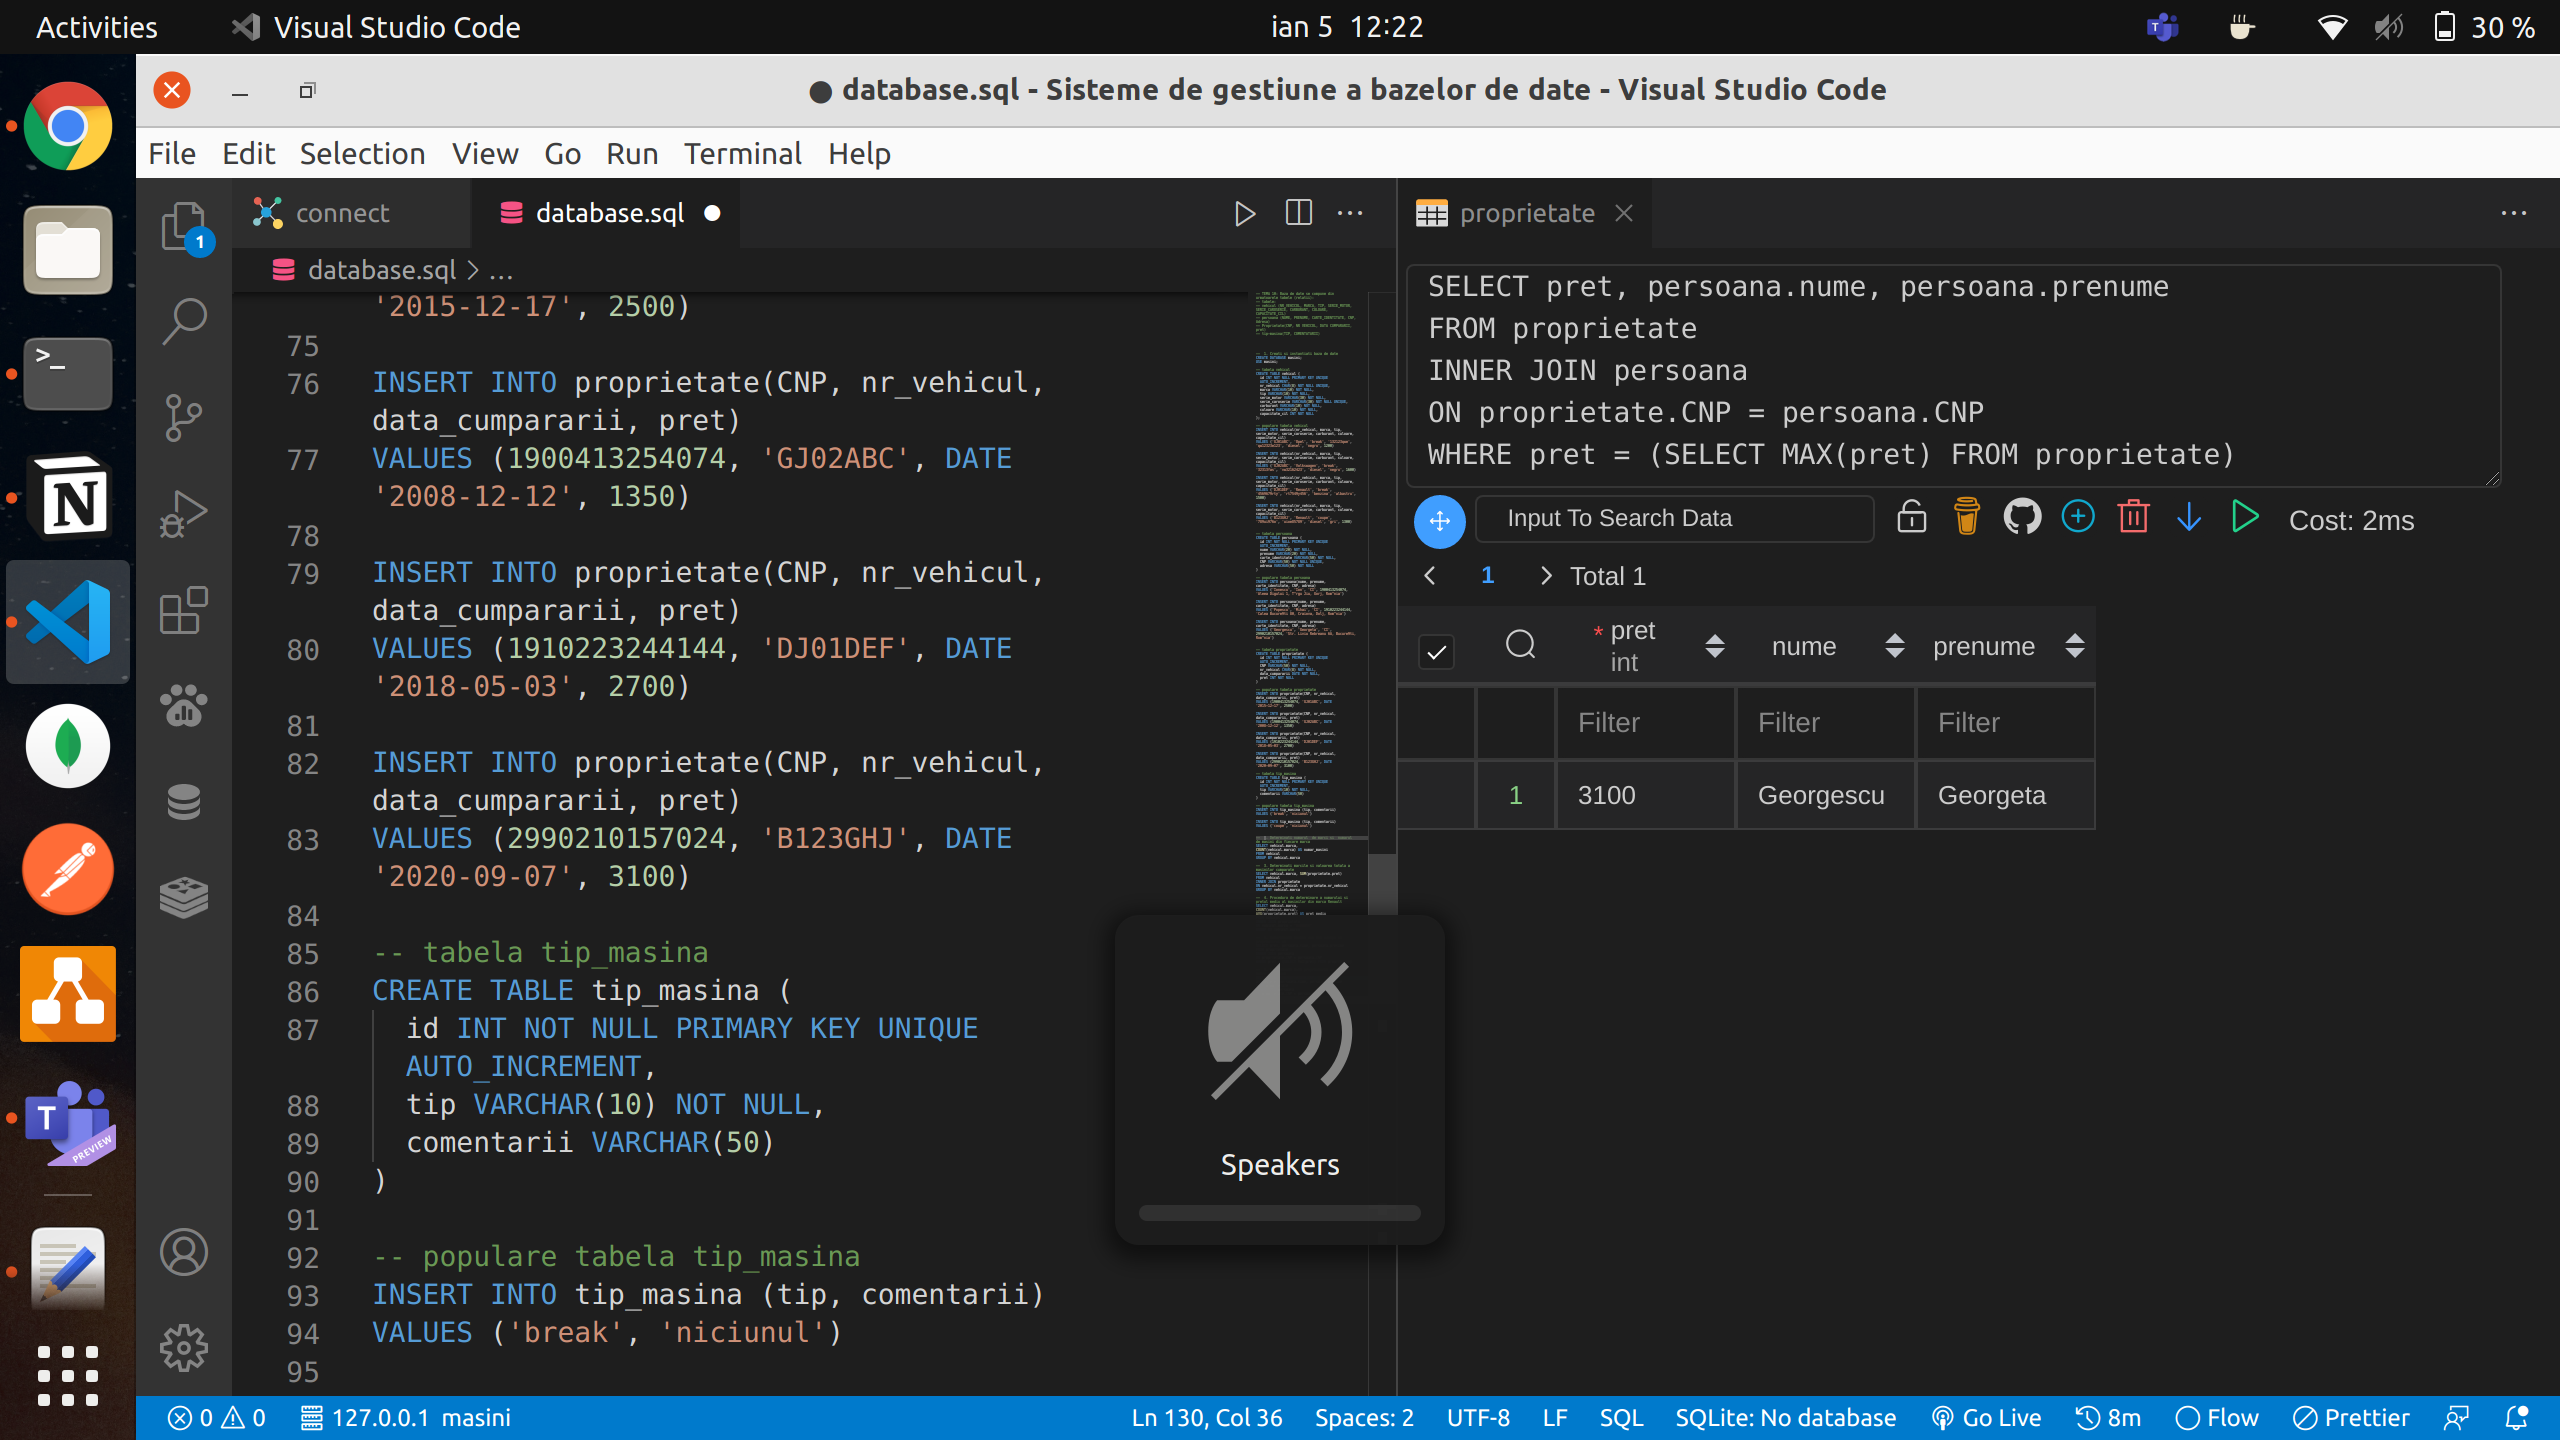 Activities
Visual Studio Code
ian 5 12:22
30 %
● database.sql - Sisteme de gestiune a bazelor de date - Visual Studio Code
File Edit Selection View Go Run Terminal Help
1
connect
database.sql
database.sql > ...
'2015-12-17', 2500)
75
76 INSERT INTO proprietate(CNP, nr_vehicul,
data_cumpararii, pret)
77 VALUES (1900413254074, 'GJ02ABC', DATE
'2008-12-12', 1350)
78
79 INSERT INTO proprietate(CNP, nr_vehicul,
data_cumpararii, pret)
80 VALUES (1910223244144, 'DJ01DEF', DATE
'2018-05-03', 2700)
81
82 INSERT INTO proprietate(CNP, nr_vehicul,
data_cumpararii, pret)
83 VALUES (2990210157024, 'B123GHJ', DATE
'2020-09-07', 3100)
84
85 -- tabela tip_masina
86 CREATE TABLE tip_masina (
87 id INT NOT NULL PRIMARY KEY UNIQUE
AUTO_INCREMENT,
88 tip VARCHAR(10) NOT NULL,
89 comentarii VARCHAR(50)
90 )
91
92 -- populare tabela tip_masina
93 INSERT INTO tip_masina (tip, comentarii)
94 VALUES ('break', 'niciunul')
95
Speakers
proprietate
SELECT pret, persoana.nume, persoana.prenume
FROM proprietate
INNER JOIN persoana
ON proprietate.CNP = persoana.CNP
WHERE pret = (SELECT MAX(pret) FROM proprietate)
Input To Search Data
Cost: 2ms
1
Total 1
* pret
int
nume
prenume
Filter Filter Filter
1 3100 Georgescu Georgeta
T
PREVIEW
0 0
127.0.0.1 masini
Ln 130, Col 36
Spaces: 2
UTF-8
LF
SQL
SQLite: No database
Go Live
8m
Flow
Prettier